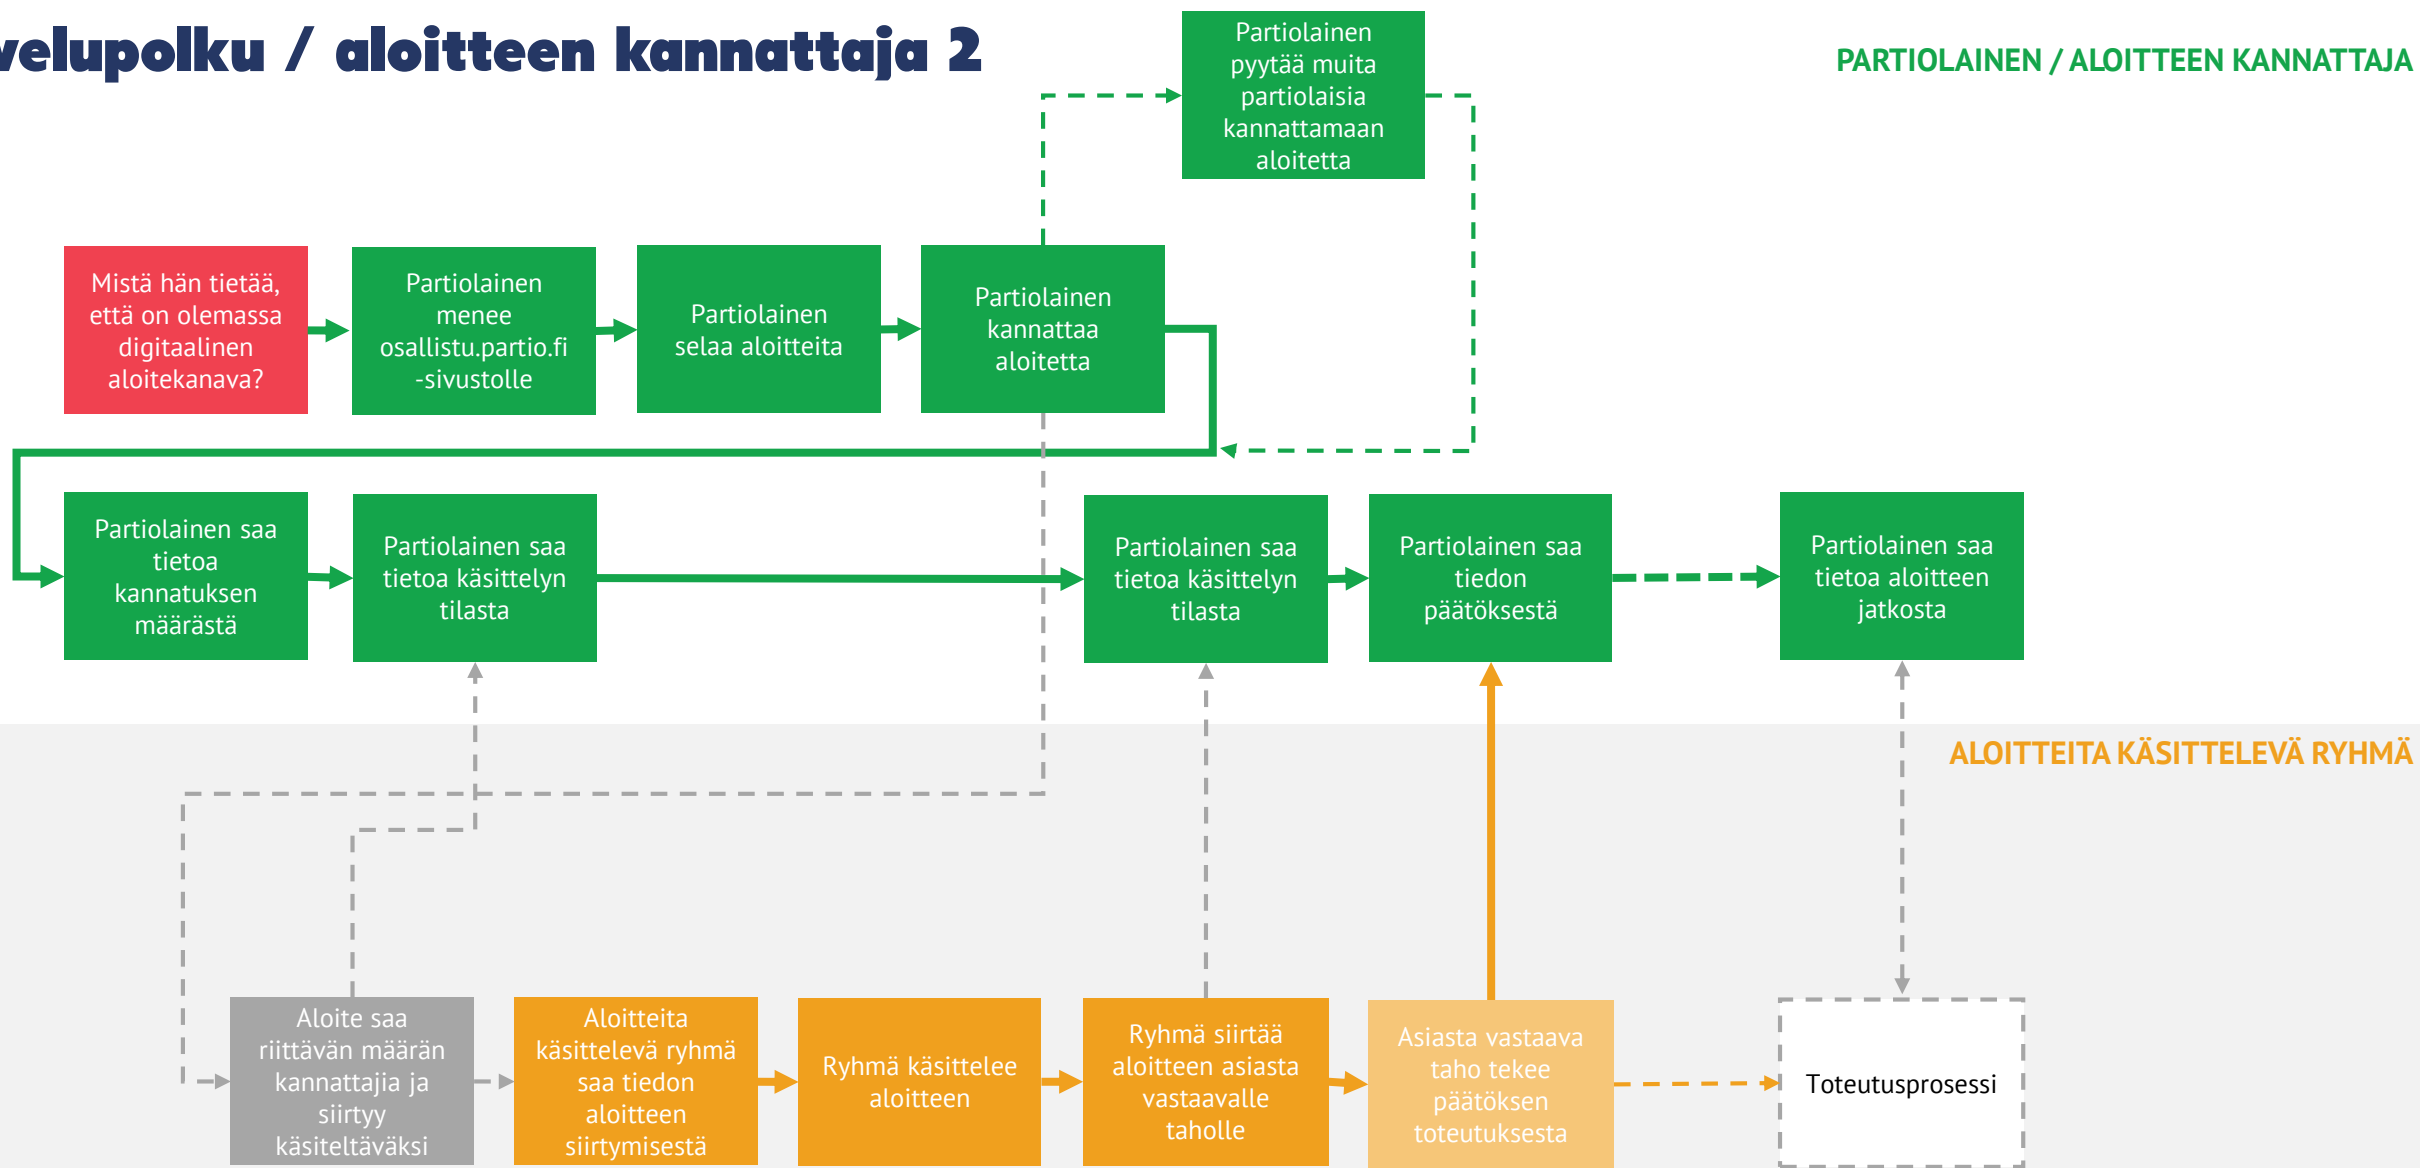 velupolku / aloitteen kannattaja 2
PARTIOLAINEN / ALOITTEEN KANNATTAJA
Partiolainen
pyytää muita
partiolaisia
kannattamaan
aloitetta
Mistä hän tietää,
että on olemassa
digitaalinen
aloitekanava?
Partiolainen
menee
osallistu.partio.fi
-sivustolle
Partiolainen
selaa aloitteita
Partiolainen
kannattaa
aloitetta
Partiolainen saa
tietoa
kannatuksen
määrästä
Partiolainen saa
tietoa käsittelyn
tilasta
Partiolainen saa
tietoa käsittelyn
tilasta
Partiolainen saa
tiedon
päätöksestä
Partiolainen saa
tietoa aloitteen
jatkosta
ALOITTEITA KÄSITTELEVÄ RYHMÄ
Aloite saa
riittävän määrän
kannattajia ja
siirtyy
käsiteltäväksi
Aloitteita
käsittelevä ryhmä
saa tiedon
aloitteen
siirtymisestä
Ryhmä käsittelee
aloitteen
Ryhmä siirtää
aloitteen asiasta
vastaavalle
taholle
Asiasta vastaava
taho tekee
päätöksen
toteutuksesta
Toteutusprosessi